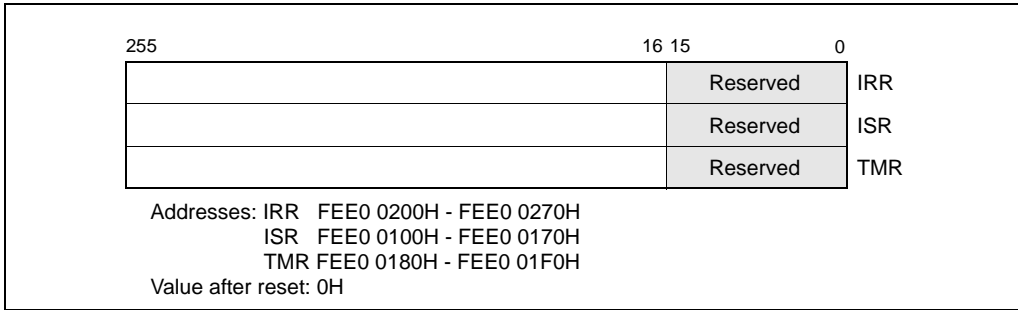 255 16 15 0
Reserved IRR
Reserved ISR
Reserved TMR
Addresses: IRR FEE0 0200H - FEE0 0270H
ISR FEE0 0100H - FEE0 0170H
TMR FEE0 0180H - FEE0 01F0H
Value after reset: 0H